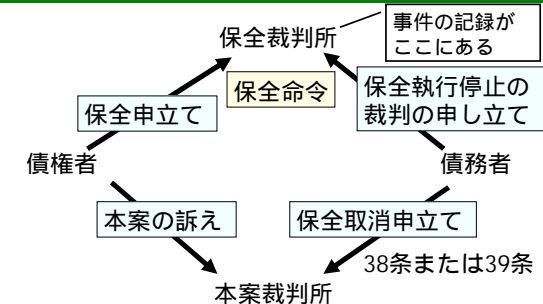 事件の記録が
ここにある
保全裁判所
保全命令
保全申立て
保全執行停止の
裁判の申し立て
債権者
債務者
本案の訴え
保全取消申立て
38条または39条
本案裁判所